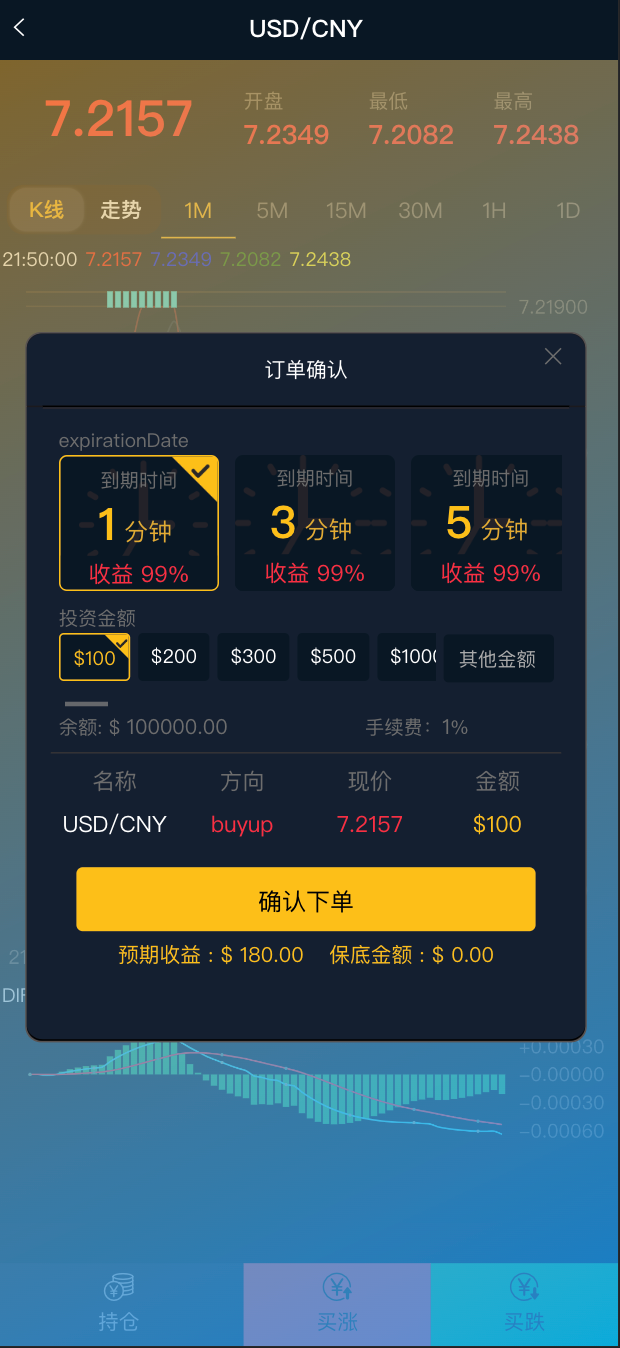 USD/CNY
开盘 最低 最高
7.2157 7.2349 7.2082 7.2438
K线 走势 1M 5M 15M 30M 1H 1D
21:50:00 7.2157 7.2349 7.2082 7.2438
7.21900
订单确认
expirationDate
到期时间 到期时间 到期时间
1 分钟 3 分钟 5 分钟
收益 99% 收益 99% 收益 99%
投资金额
$100 $200 $300 $500 $1000 其他金额
余额: $ 100000.00 手续费：1%
名称 方向 现价 金额
USD/CNY buyup 7.2157 $100
确认下单
预期收益：$ 180.00 保底金额：$ 0.00
21
DIF
+0.00030
-0.00000
-0.00030
-0.00060
持仓 买涨 买跌